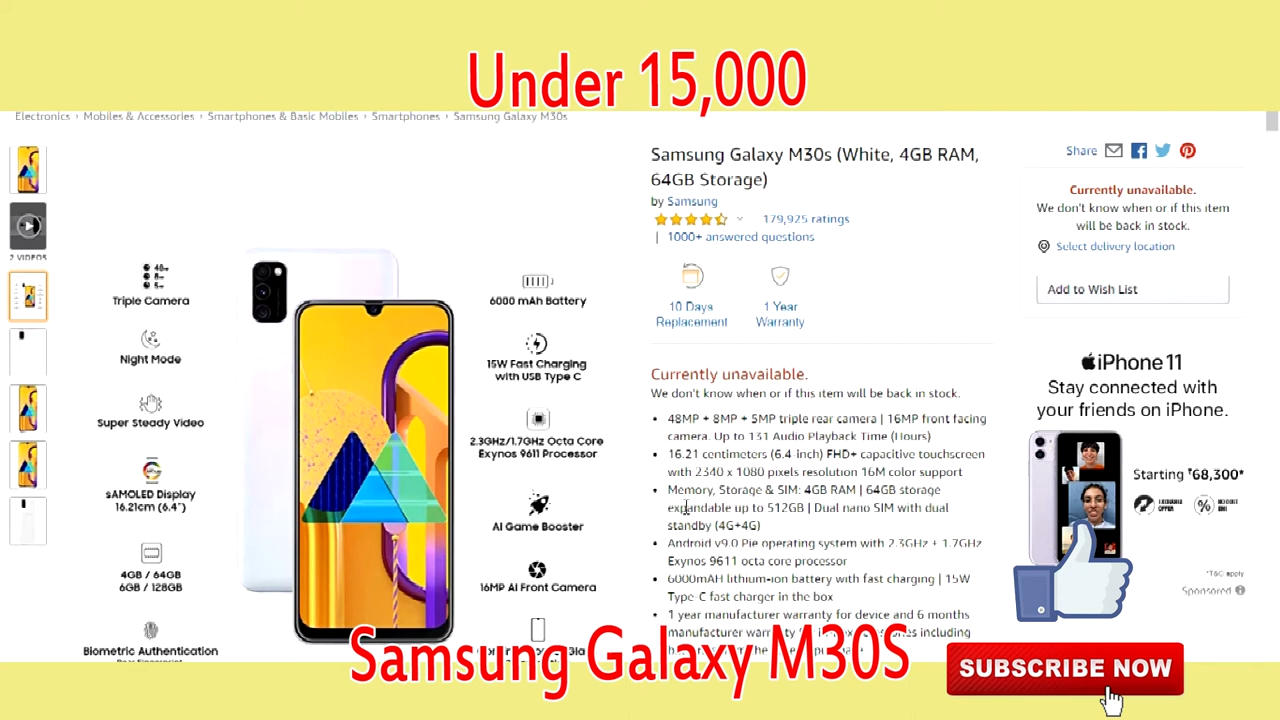 Under 15,000
Electronics › Mobiles & Accessories › Smartphones & Basic Mobiles › Smartphones › Samsung Galaxy M30s
2 VIDEOS
Triple Camera
Night Mode
Super Steady Video
sAMOLED Display
16.21cm (6.4")
4GB / 64GB
6GB / 128GB
Biometric Authentication
6000 mAh Battery
15W Fast Charging
with USB Type C
2.3GHz/1.7GHz Octa Core
Exynos 9611 Processor
AI Game Booster
16MP AI Front Camera
Samsung Galaxy M30s (White, 4GB RAM,
64GB Storage)
by Samsung
179,925 ratings
| 1000+ answered questions
10 Days
Replacement
1 Year
Warranty
Currently unavailable.
We don't know when or if this item will be back in stock.
• 48MP + 8MP + 5MP triple rear camera | 16MP front facing
camera. Up to 131 Audio Playback Time (Hours)
• 16.21 centimeters (6.4-inch) FHD+ capacitive touchscreen
with 2340 x 1080 pixels resolution 16M color support
• Memory, Storage & SIM: 4GB RAM | 64GB storage
expandable up to 512GB | Dual nano SIM with dual
standby (4G+4G)
• Android v9.0 Pie operating system with 2.3GHz + 1.7GHz
Exynos 9611 octa core processor
• 6000mAH lithium-ion battery with fast charging | 15W
Type-C fast charger in the box
• 1 year manufacturer warranty for device and 6 months
manufacturer including
Share
Currently unavailable.
We don't know when or if this item
will be back in stock.
Select delivery location
Add to Wish List
iPhone 11
Stay connected with
your friends on iPhone.
Starting ₹68,300*
*T&C apply
Sponsored
Samsung Galaxy M30S
SUBSCRIBE NOW